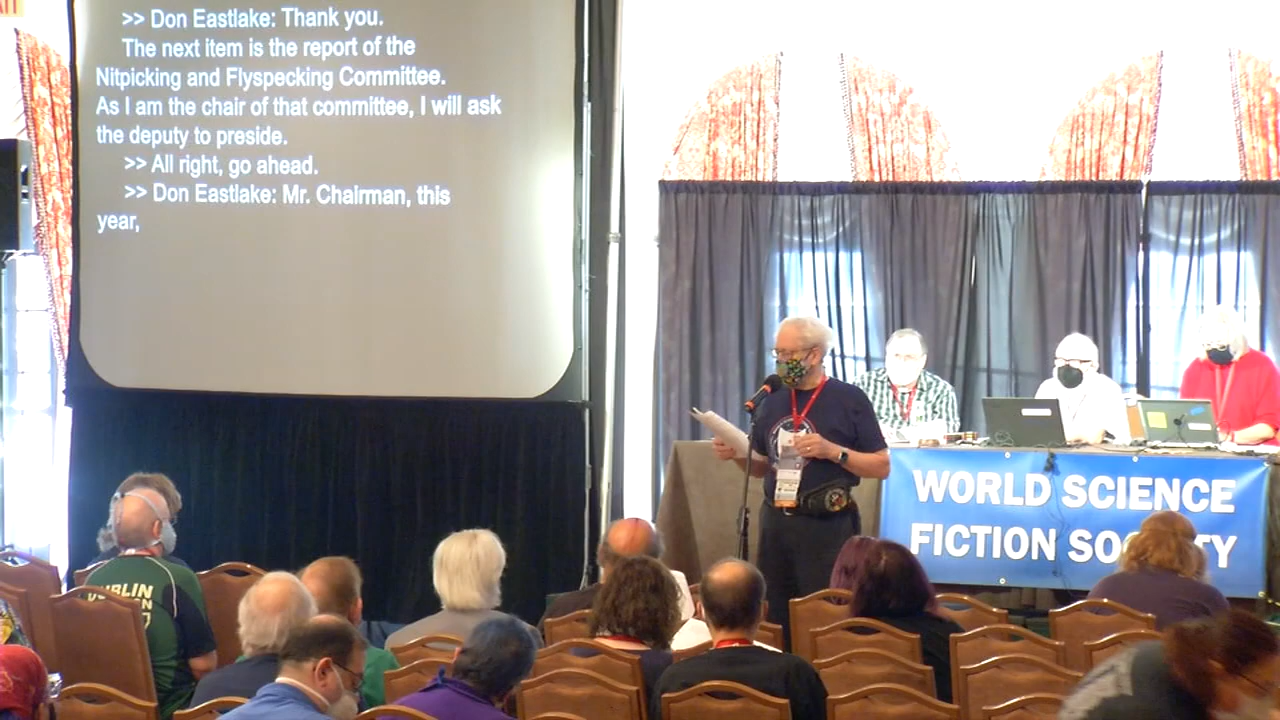 >> Don Eastlake: Thank you.
The next item is the report of the
Nitpicking and Flyspecking Committee.
As I am the chair of that committee, I will ask
the deputy to preside.
>> All right, go ahead.
>> Don Eastlake: Mr. Chairman, this
year,
WORLD SCIENCE
FICTION SOCIETY
DUBLIN